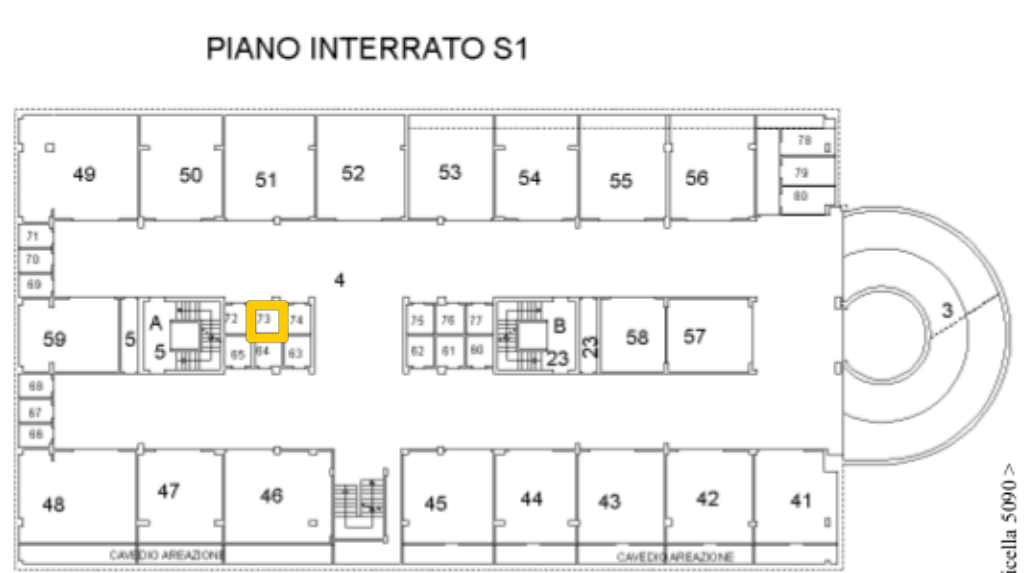 PIANO INTERRATO S1
49 50 51 52 53 54 55 56 78
79
80
71
70
69
4
3
59 5 A 5 72 73 74
65 64 63
75 76 77
62 61 60
B 23 23 58 57
68
67
66
48 47 46 45 44 43 42 41
CAVEDIO AREAZIONE CAVEDIO AREAZIONE
icella 5090 >